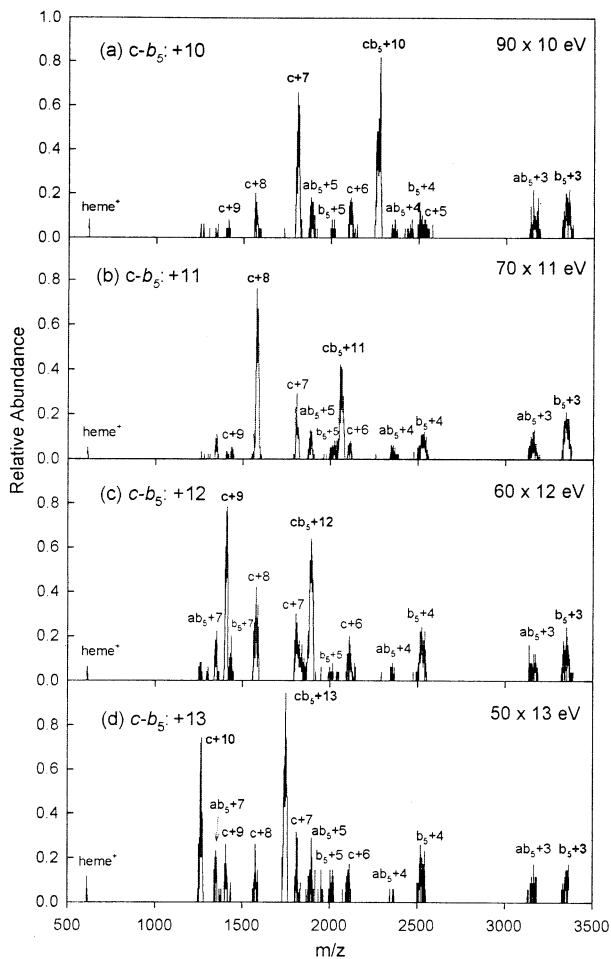 Relative Abundance
1.0
(a) c-b5: +10
cb5+10
90 x 10 eV
0.8
c+7
0.6
0.4
c+8
ab5+5
c+6
b5+4
ab5+3
b5+3
0.2
heme+
c+9
b5+5
ab5+4
c+5
0.0
(b) c-b5: +11
c+8
70 x 11 eV
0.8
0.6
cb5+11
0.4
c+7
ab5+5
b5+3
0.2
heme+
c+9
b5+5
c+6
ab5+4
b5+4
ab5+3
0.0
(c) c-b5: +12
c+9
60 x 12 eV
0.8
cb5+12
0.6
c+8
0.4
ab5+7
b5+7
c+7
c+6
b5+4
b5+3
0.2
heme+
b5+5
ab5+4
ab5+3
0.0
(d) c-b5: +13
cb5+13
50 x 13 eV
0.8
c+10
0.6
ab5+7
0.4
c+9
c+8
c+7
ab5+5
b5+4
0.2
heme+
b5+5
c+6
ab5+4
ab5+3
b5+3
0.0
500 1000 1500 2000 2500 3000 3500
m/z